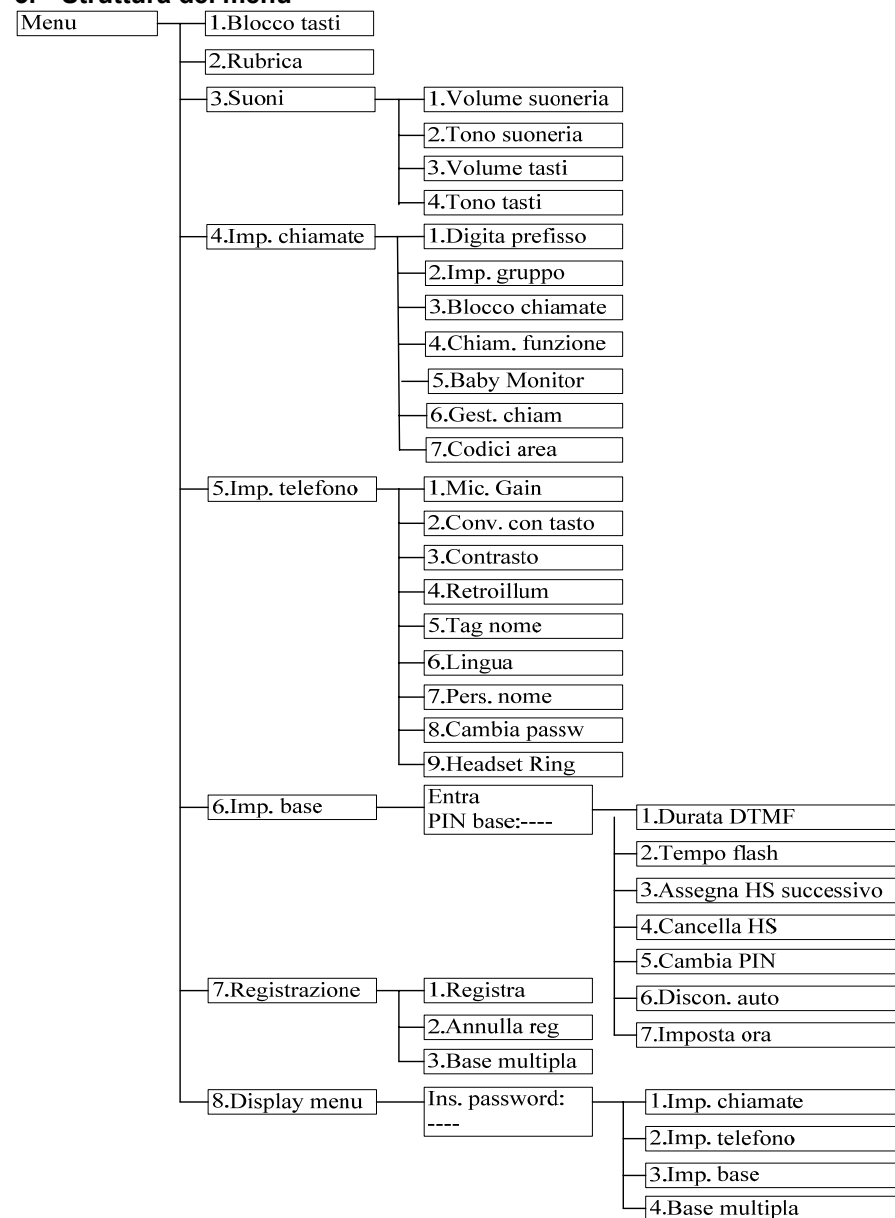 Struttura del menu
Menu
1.Blocco tasti
2.Rubrica
3.Suoni
1.Volume suoneria
2.Tono suoneria
3.Volume tasti
4.Tono tasti
4.Imp. chiamate
1.Digita prefisso
2.Imp. gruppo
3.Blocco chiamate
4.Chiam. funzione
5.Baby Monitor
6.Gest. chiam
7.Codici area
5.Imp. telefono
1.Mic. Gain
2.Conv. con tasto
3.Contrasto
4.Retroillum
5.Tag nome
6.Lingua
7.Pers. nome
8.Cambia passw
9.Headset Ring
6.Imp. base
Entra
PIN base:----
1.Durata DTMF
2.Tempo flash
3.Assegna HS successivo
4.Cancella HS
5.Cambia PIN
6.Discon. auto
7.Imposta ora
7.Registrazione
1.Registra
2.Annulla reg
3.Base multipla
8.Display menu
Ins. password:
----
1.Imp. chiamate
2.Imp. telefono
3.Imp. base
4.Base multipla